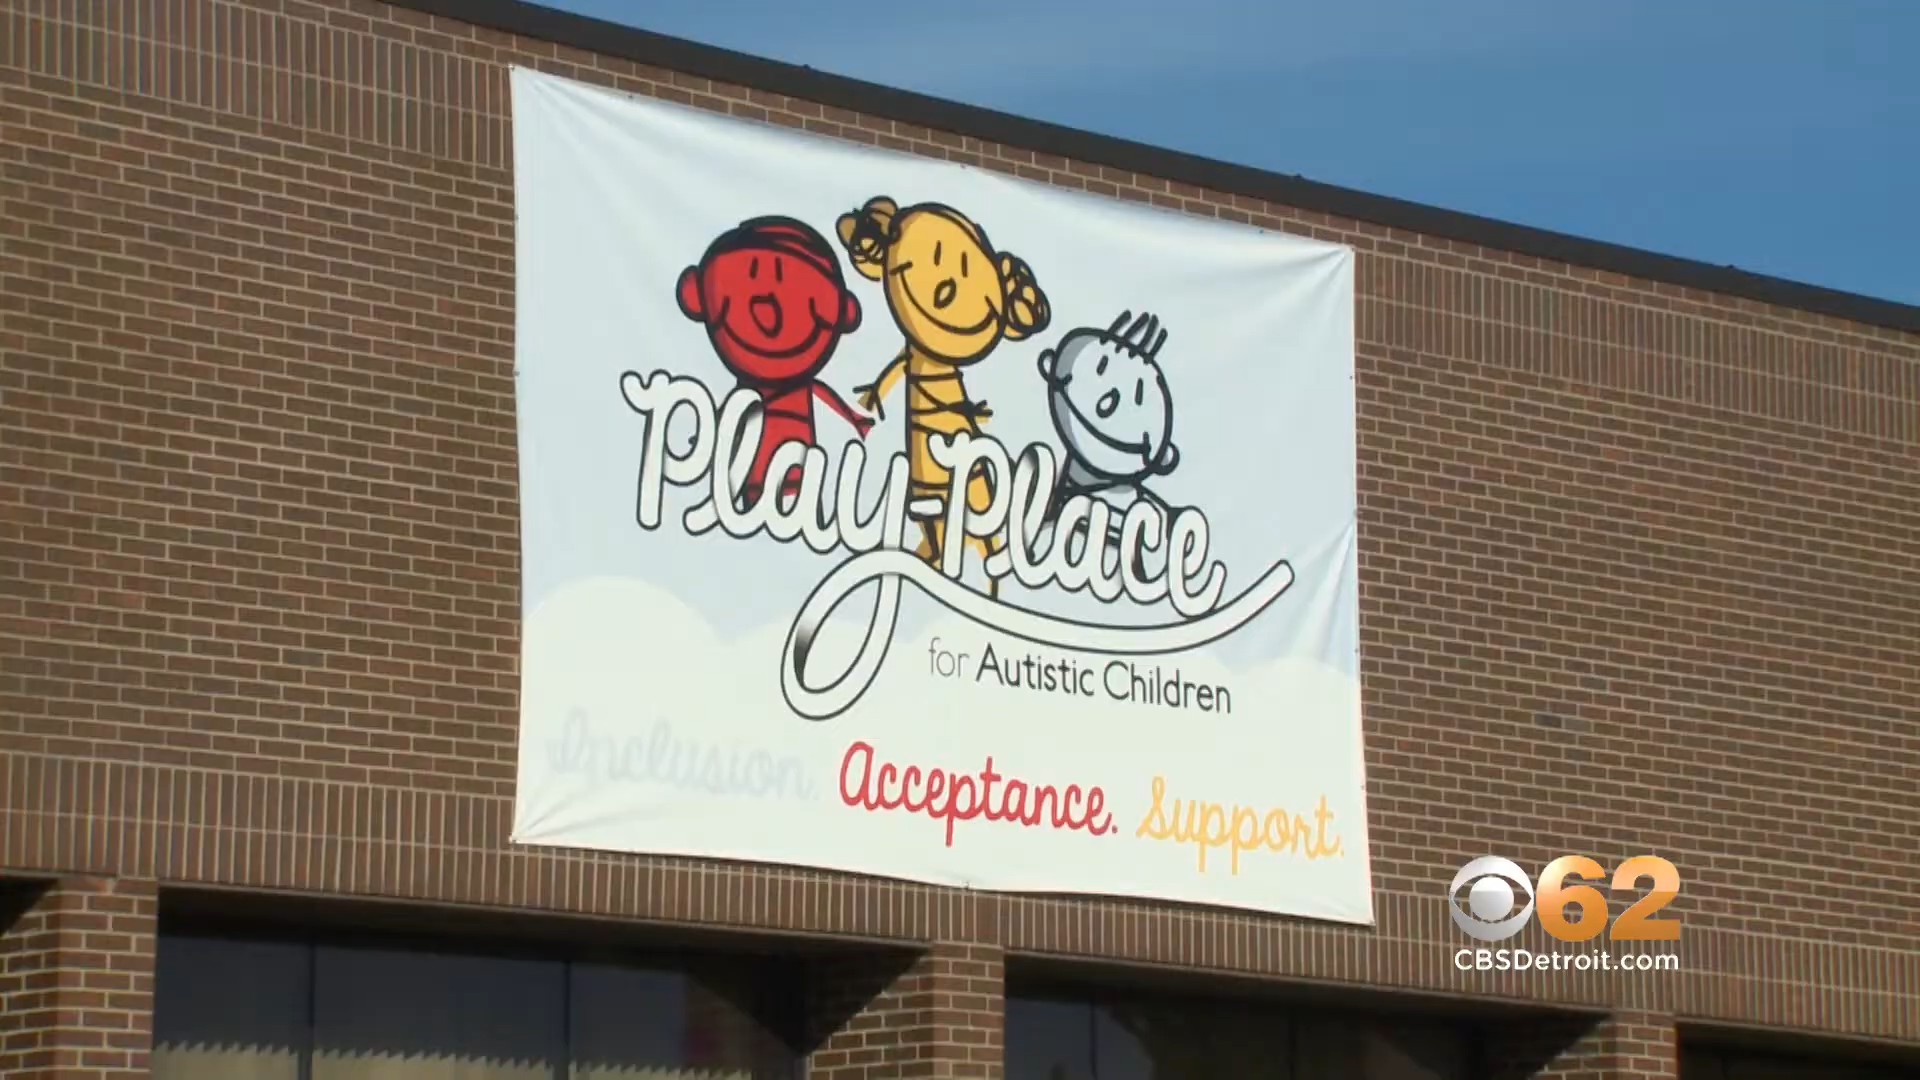 Play-Place
for Autistic Children
Inclusion. Acceptance. Support.
62
CBSDetroit.com